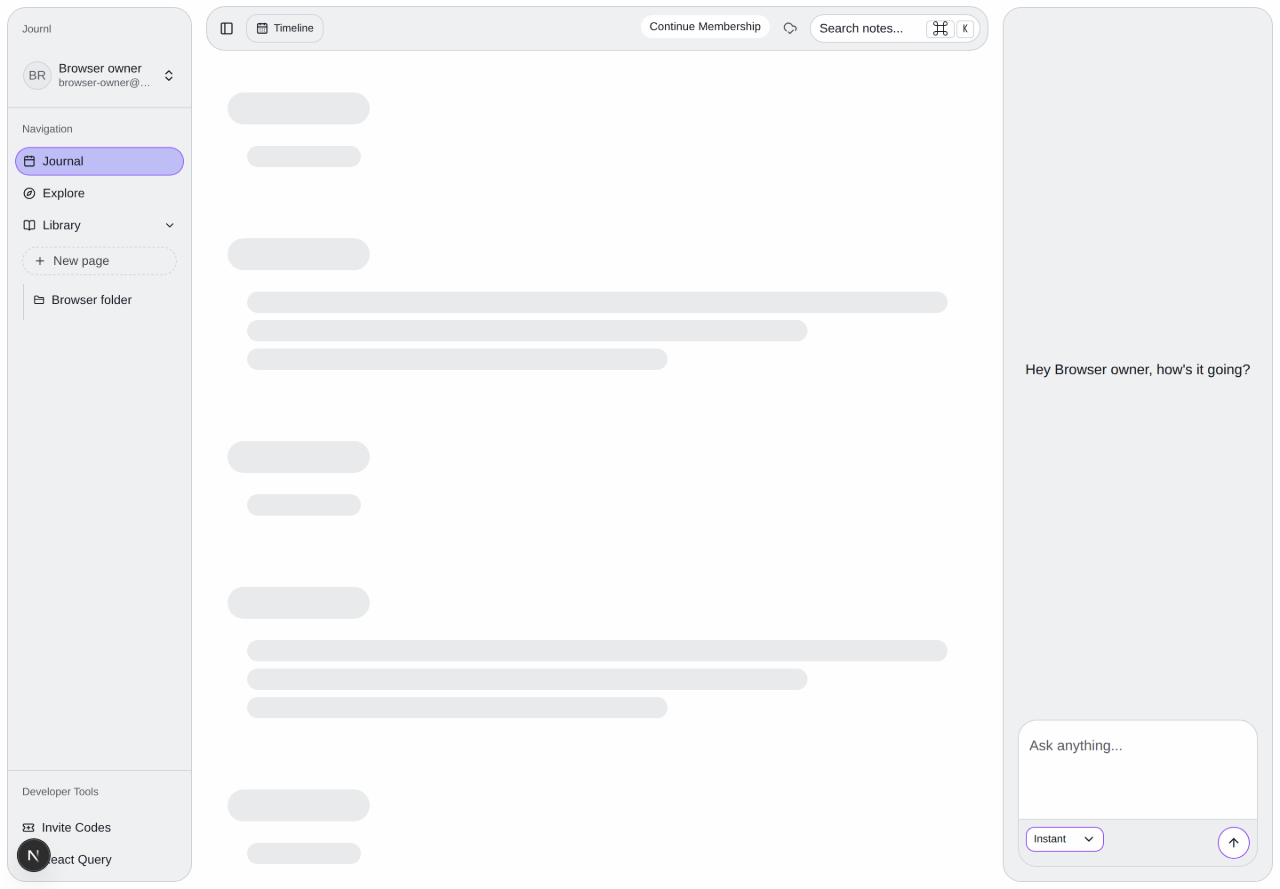 Journl
BR
Browser owner
browser-owner@...
Navigation
Journal
Explore
Library
New page
Browser folder
Developer Tools
Invite Codes
N
eact Query
Timeline
Continue Membership
Search notes...
⌘ K
Hey Browser owner, how's it going?
Ask anything...
Instant